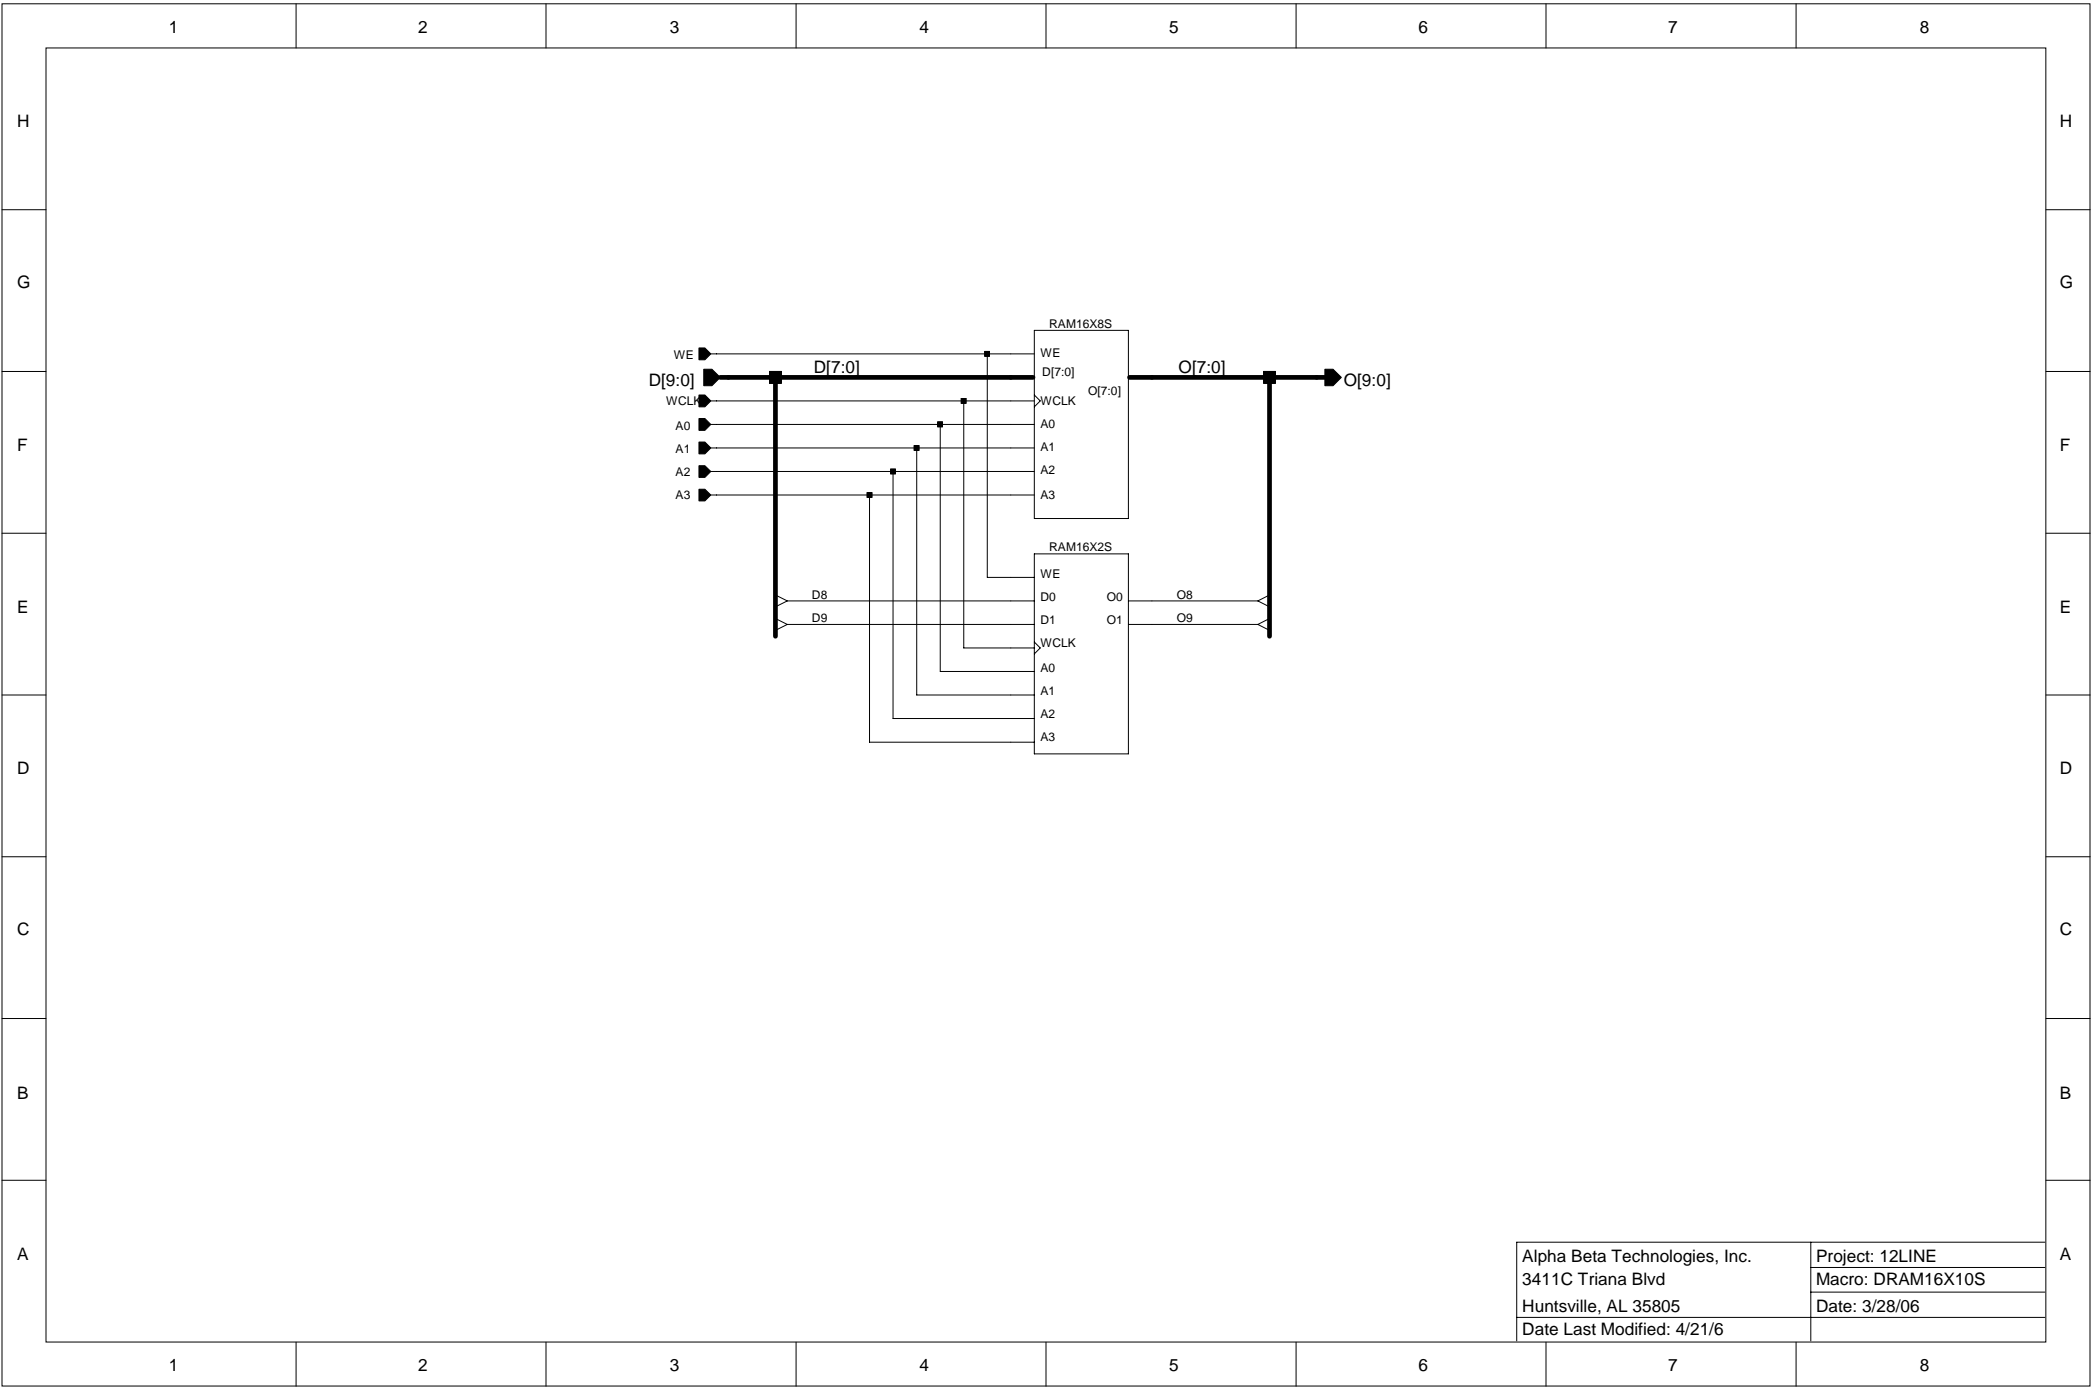 1 2 3 4 5 6 7 8
H H
G G
RAM16X8S
WE WE
D[9:0] D[7:0] D[7:0] O[7:0] O[9:0]
O[7:0]
WCLK WCLK
A0 A0
F F
A1 A1
A2 A2
A3 A3
RAM16X2S
WE
D8 D0 O0 O8
E E
D9 D1 O1 O9
WCLK
A0
A1
A2
A3
D D
C C
B B
A A
Alpha Beta Technologies, Inc. Project: 12LINE
3411C Triana Blvd Macro: DRAM16X10S
Huntsville, AL 35805 Date: 3/28/06
Date Last Modified: 4/21/6
1 2 3 4 5 6 7 8